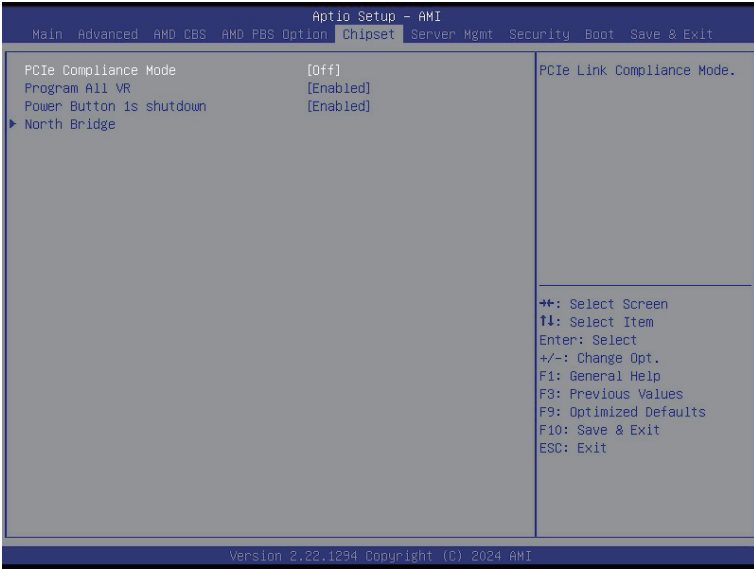 Aptio Setup – AMI
Main Advanced AMD CBS AMD PBS Option Chipset Server Mgmt Security Boot Save & Exit
PCIe Compliance Mode [Off]
Program All VR [Enabled]
Power Button 1s shutdown [Enabled]
North Bridge
PCIe Link Compliance Mode.
→←: Select Screen
↑↓: Select Item
Enter: Select
+/-: Change Opt.
F1: General Help
F3: Previous Values
F9: Optimized Defaults
F10: Save & Exit
ESC: Exit
Version 2.22.1294 Copyright (C) 2024 AMI